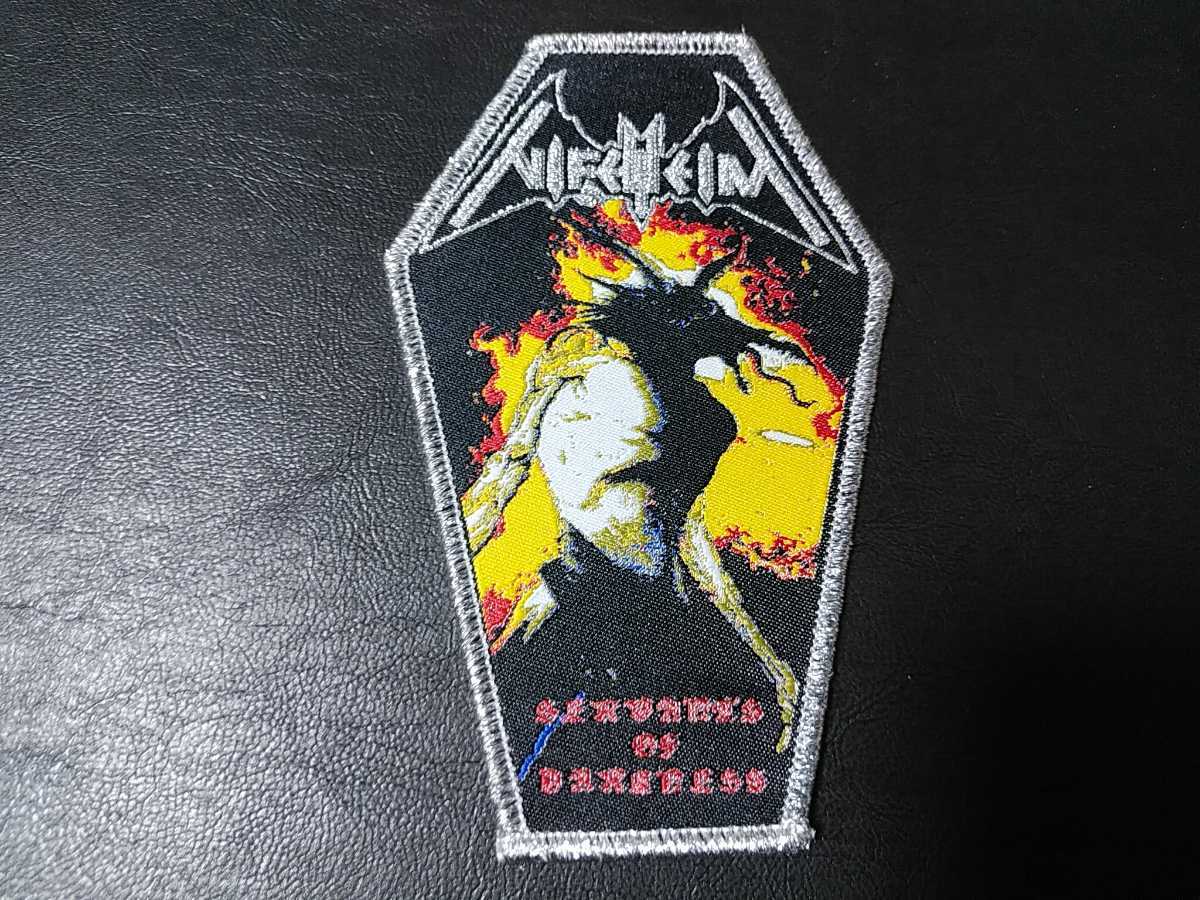 NIFELHEIM
SERVANTS
OF
DARKNESS